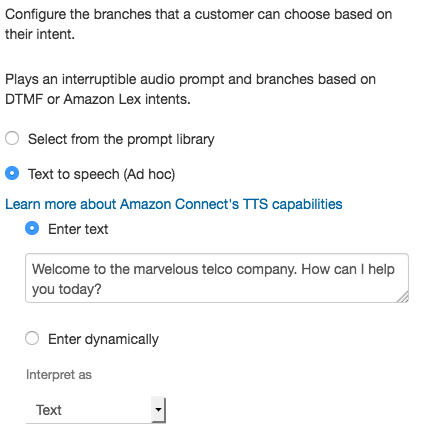 Configure the branches that a customer can choose based on
their intent.
Plays an interruptible audio prompt and branches based on
DTMF or Amazon Lex intents.
Select from the prompt library
Text to speech (Ad hoc)
Learn more about Amazon Connect's TTS capabilities
Enter text
Welcome to the marvelous telco company. How can I help
you today?
Enter dynamically
Interpret as
Text